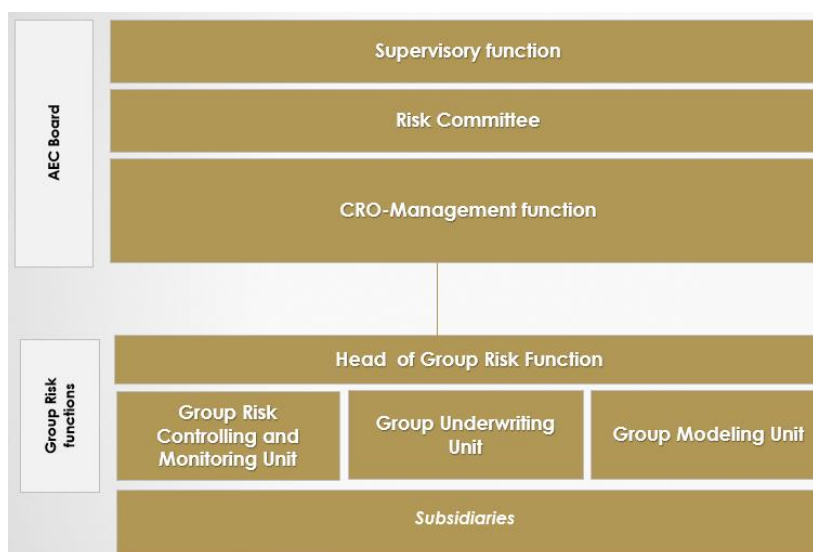 AEC Board
Supervisory function
Risk Committee
CRO-Management function
Group Risk
functions
Head of Group Risk Function
Group Risk
Controlling and
Monitoring Unit
Group Underwriting
Unit
Group Modeling Unit
Subsidiaries